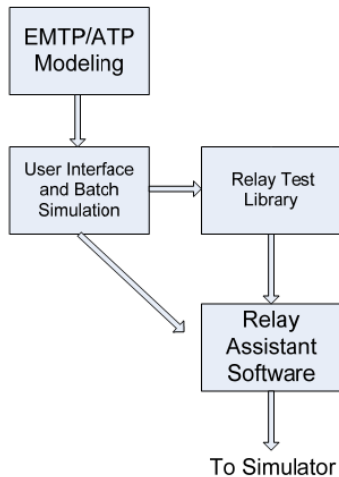 EMTP/ATP
Modeling
User Interface
and Batch
Simulation
Relay Test
Library
Relay
Assistant
Software
To Simulator